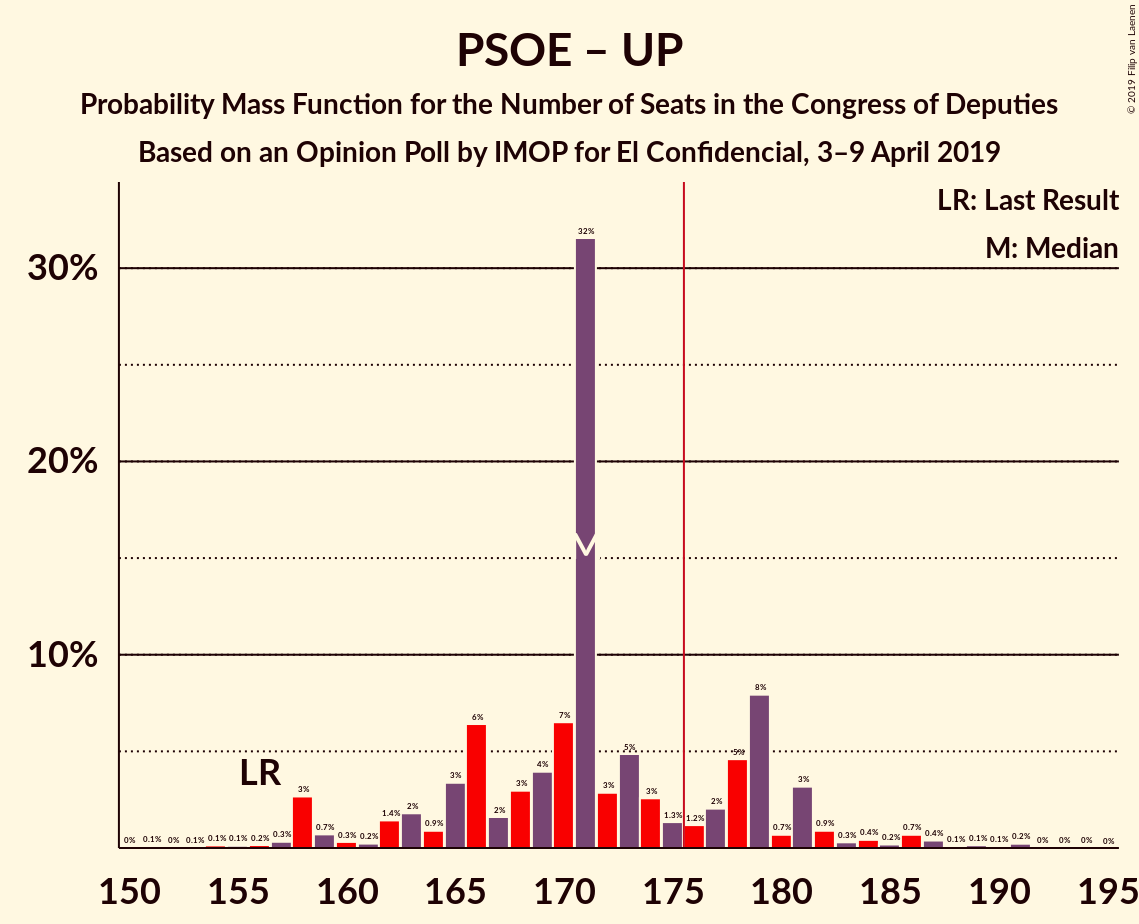 PSOE – UP
Probability Mass Function for the Number of Seats in the Congress of Deputies
Based on an Opinion Poll by IMOP for El Confidencial, 3–9 April 2019
© 2019 Filip van Laenen
LR: Last Result
M: Median
30%
20%
10%
LR
0% 0.1% 0% 0.1% 0.1% 0.1% 0.2% 0.3% 3% 0.7% 0.3% 0.2% 1.4% 2% 0.9% 3% 6% 2% 3% 4% 7% 32% 3% 5% 3% 1.3% 1.2% 2% 5% 8% 0.7% 3% 0.9% 0.3% 0.4% 0.2% 0.7% 0.4% 0.1% 0.1% 0.1% 0.2% 0% 0% 0% 0%
150 155 160 165 170 175 180 185 190 195